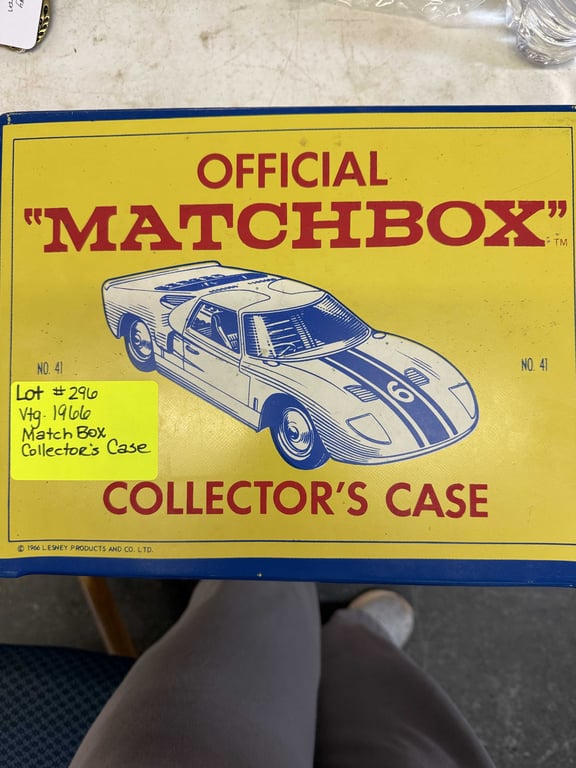 OFFICIAL
"MATCHBOX"
TM
6
NO. 41
NO. 41
Lot # 296
Vtg. 1966
Match Box
Collector's Case
COLLECTOR'S CASE
© 1966 LESNEY PRODUCTS AND CO. LTD.